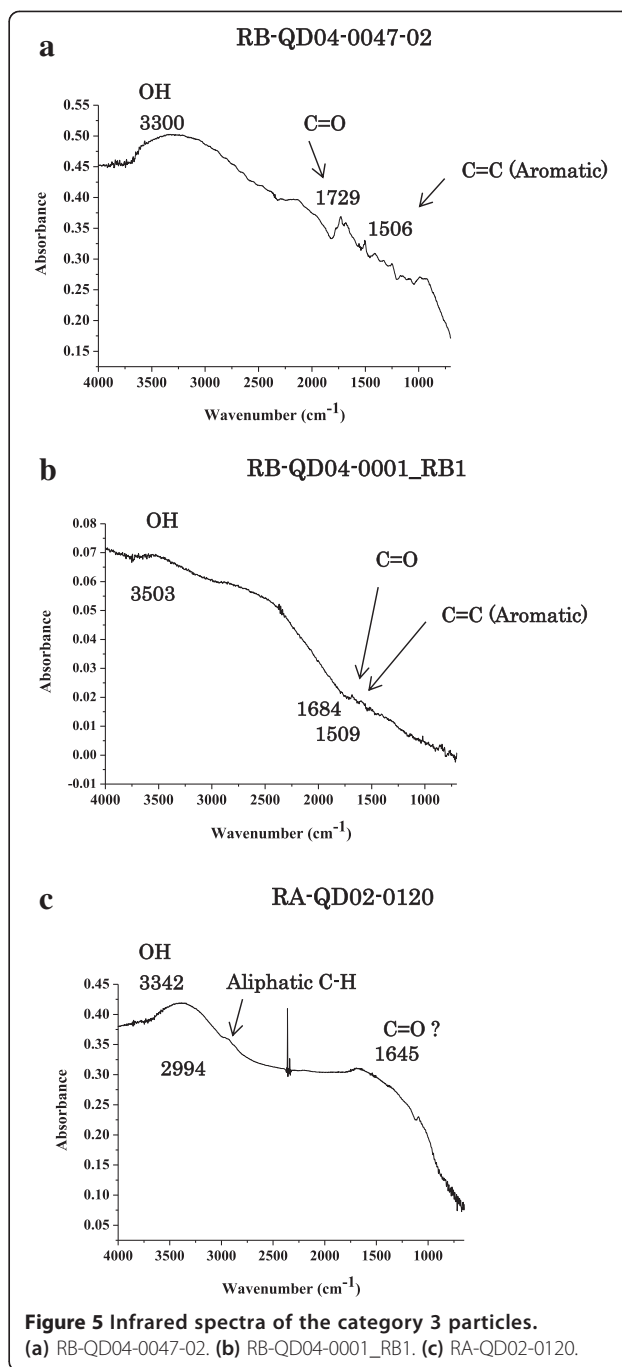 a
RB-QD04-0047-02
OH
3300
C=O
1729
C=C (Aromatic)
1506
0.55
0.50
0.45
0.40
0.35
0.30
0.25
0.20
0.15
Absorbance
4000 3500 3000 2500 2000 1500 1000
Wavenumber (cm-1)
b
RB-QD04-0001_RB1
OH
3503
C=O
C=C (Aromatic)
1684
1509
0.08
0.07
0.06
0.05
0.04
0.03
0.02
0.01
0.00
-0.01
Absorbance
4000 3500 3000 2500 2000 1500 1000
Wavenumber (cm-1)
c
RA-QD02-0120
OH
3342
Aliphatic C-H
2994
C=O ?
1645
0.45
0.40
0.35
0.30
0.25
0.20
0.15
0.10
0.05
Absorbance
4000 3500 3000 2500 2000 1500 1000
Wavenumber (cm-1)
Figure 5 Infrared spectra of the category 3 particles.
(a) RB-QD04-0047-02. (b) RB-QD04-0001_RB1. (c) RA-QD02-0120.